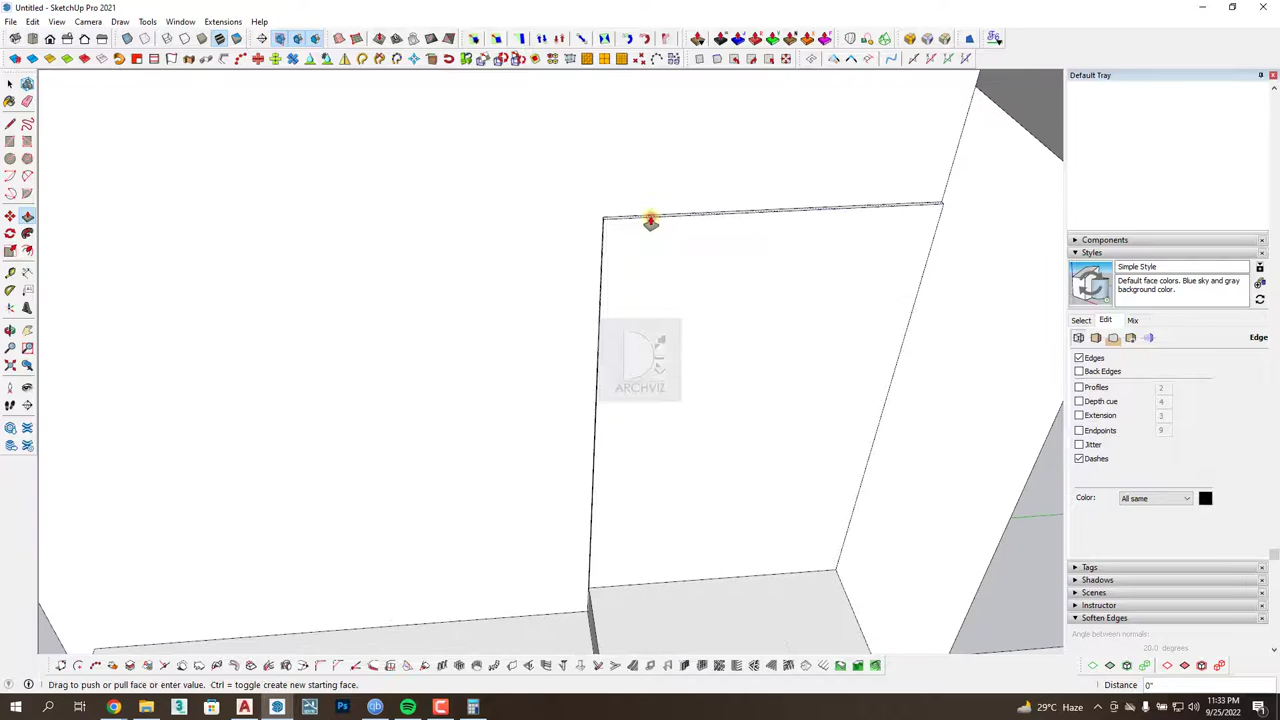 Untitled - SketchUp Pro 2021
File Edit View Camera Draw Tools Window Extensions Help
Default Tray
Components
Styles
Simple Style
Default face colors. Blue sky and gray
background color.
Select Edit Mix
Edge
Edges
Back Edges
Profiles 2
Depth cue 4
Extension 3
Endpoints 9
Jitter
Dashes
Color: All same
ARCHVIZ
Tags
Shadows
Scenes
Instructor
Soften Edges
Angle between normals:
20.0 degrees
Drag to push or pull face or enter value. Ctrl = toggle create new starting face.
Distance 0"
29°C Haze
11:33 PM
9/25/2022